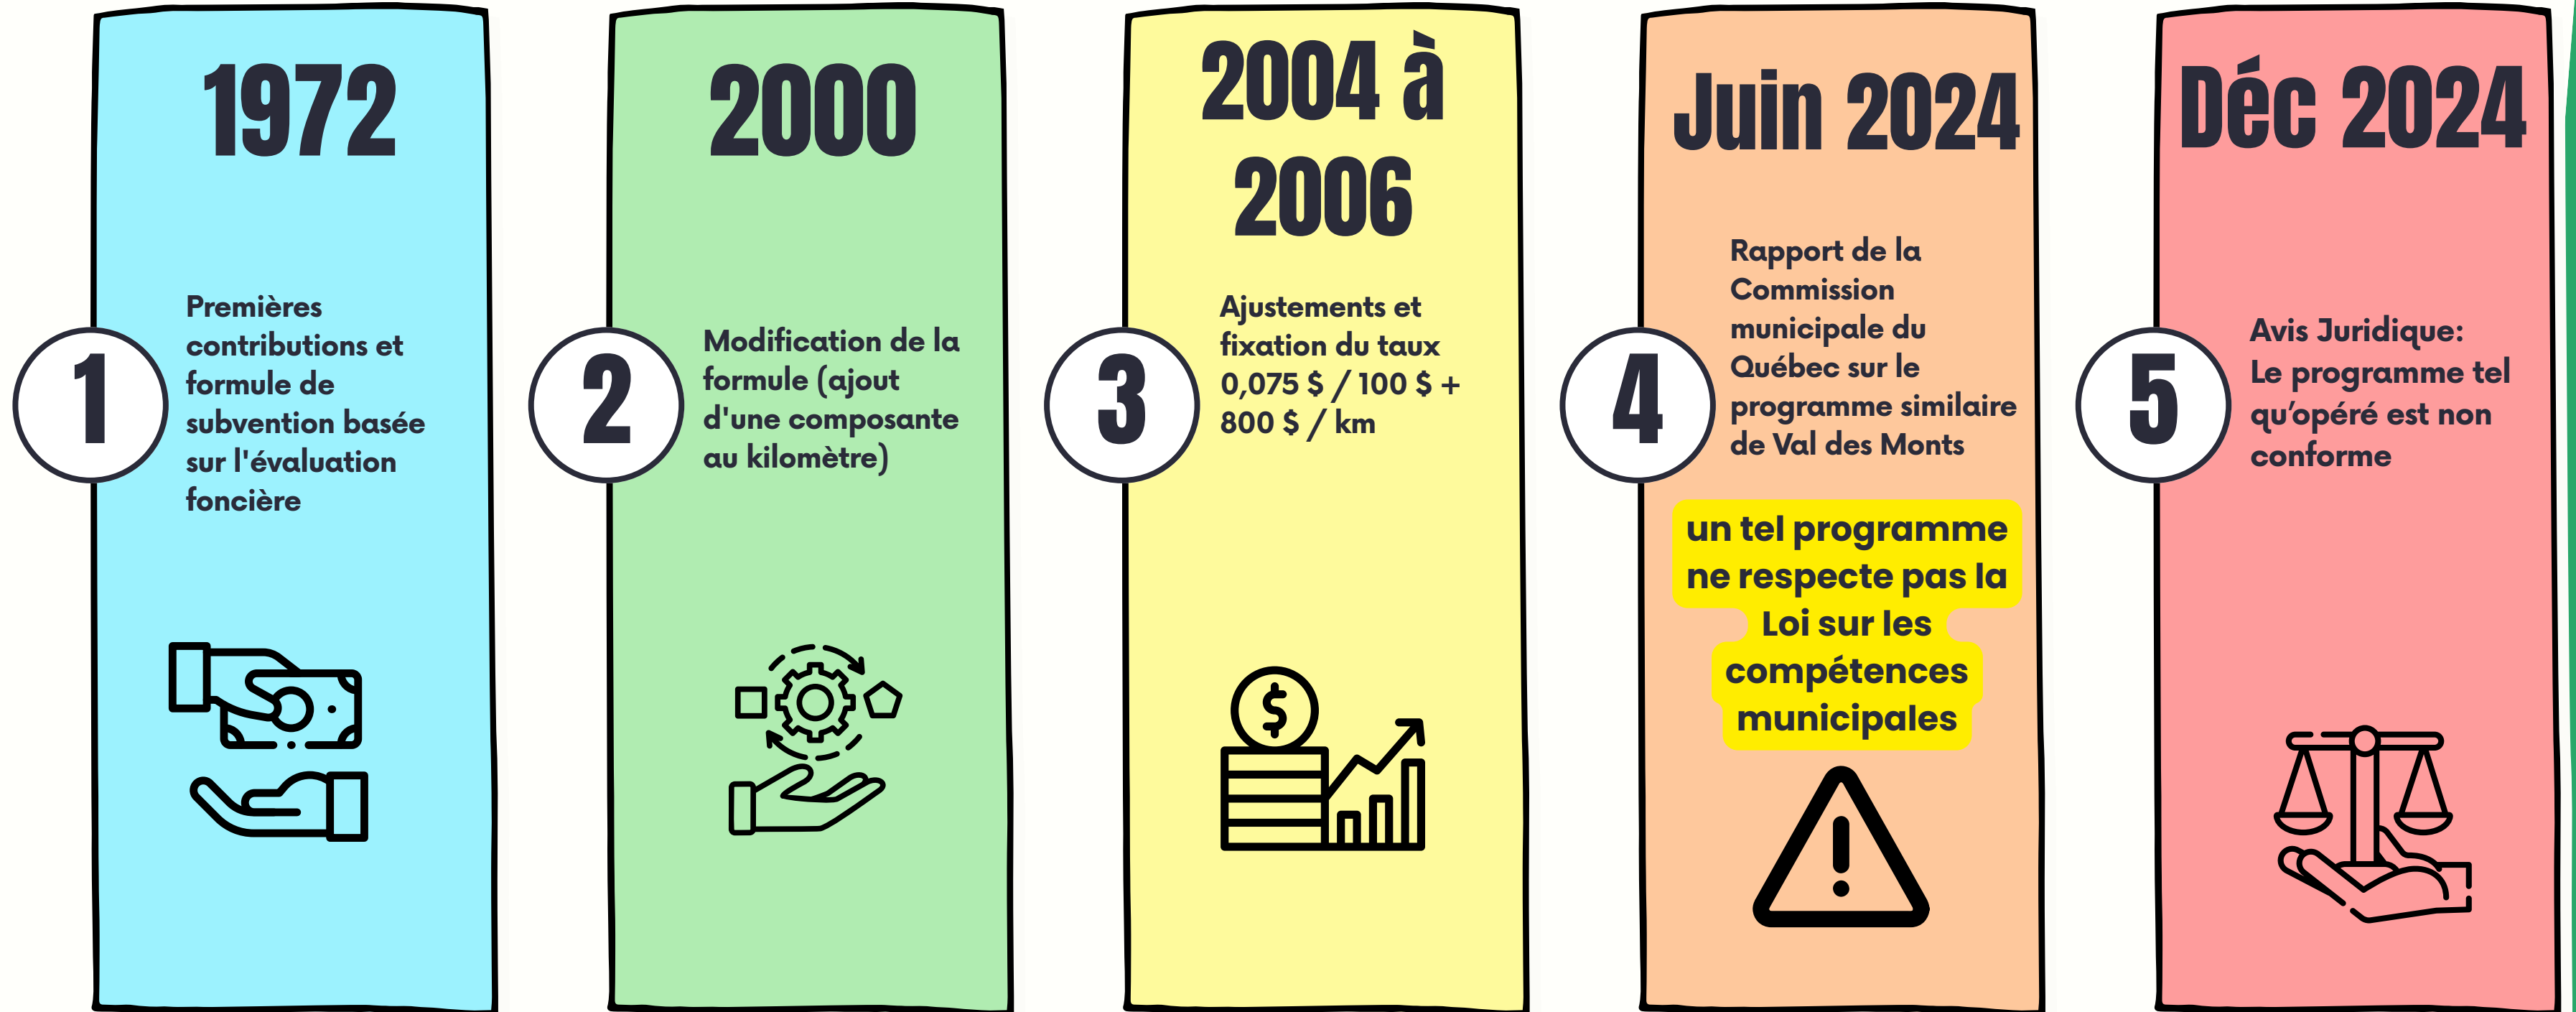 1972
1
Premières
contributions et
formule de
subvention basée
sur l'évaluation
foncière
2000
2
Modification de la
formule (ajout
d'une composante
au kilomètre)
2004 à
2006
3
Ajustements et
fixation du taux
0,075 $ / 100 $ +
800 $ / km
Juin 2024
4
Rapport de la
Commission
municipale du
Québec sur le
programme similaire
de Val des Monts
un tel programme
ne respecte pas la
Loi sur les
compétences
municipales
Déc 2024
5
Avis Juridique:
Le programme tel
qu’opéré est non
conforme